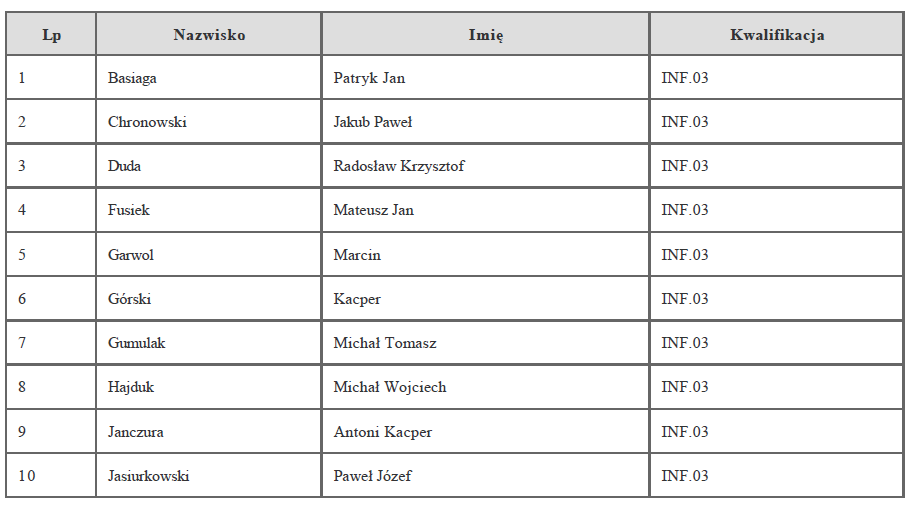 Lp Nazwisko Imię Kwalifikacja
1 Basiaga Patryk Jan INF.03
2 Chronowski Jakub Paweł INF.03
3 Duda Radosław Krzysztof INF.03
4 Fusiek Mateusz Jan INF.03
5 Garwol Marcin INF.03
6 Górski Kacper INF.03
7 Gumulak Michał Tomasz INF.03
8 Hajduk Michał Wojciech INF.03
9 Janczura Antoni Kacper INF.03
10 Jasiurkowski Paweł Józef INF.03